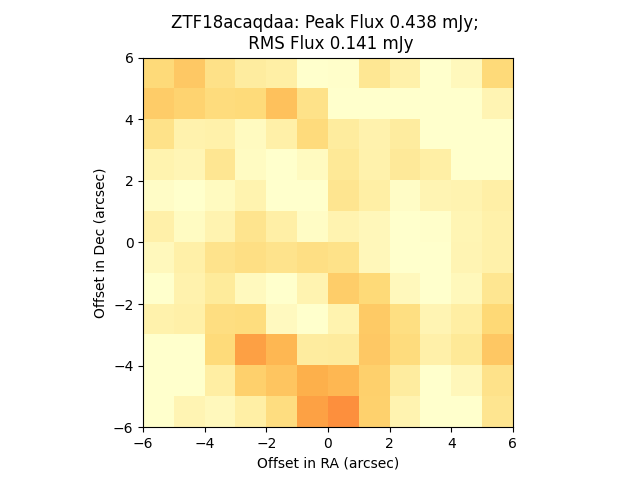 ZTF18acaqdaa: Peak Flux 0.438 mJy;
RMS Flux 0.141 mJy
6
4
2
0
−2
−4
−6
Offset in Dec (arcsec)
−6 −4 −2 0 2 4 6
Offset in RA (arcsec)